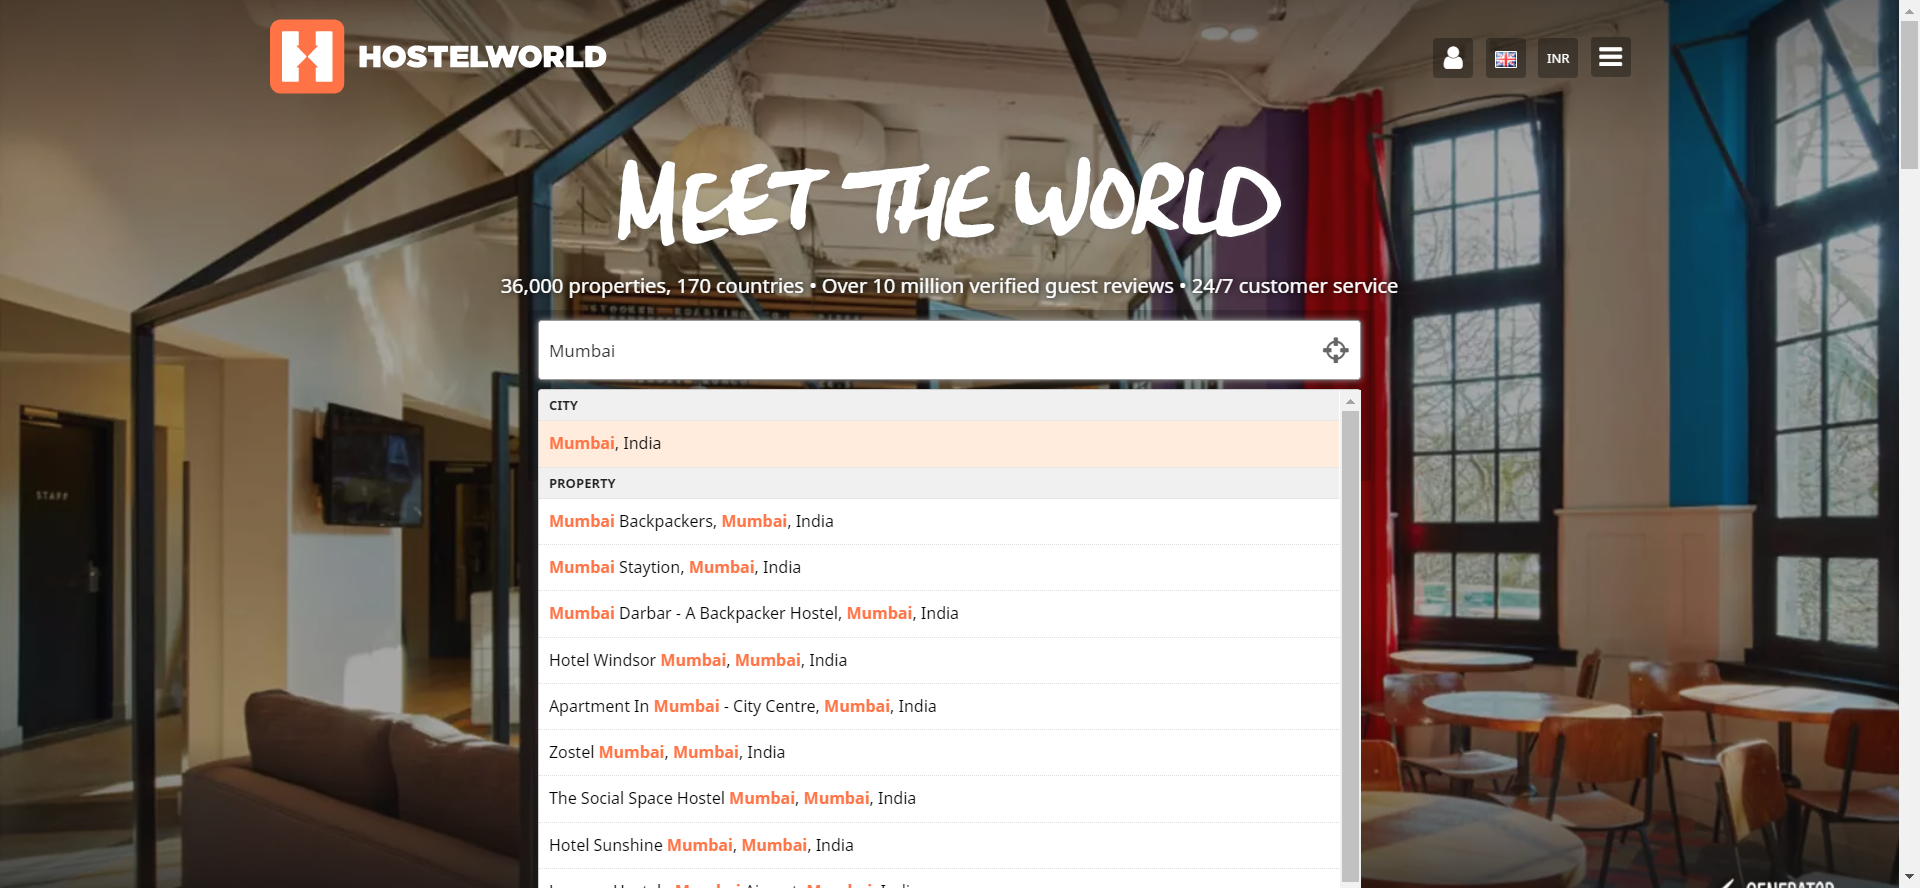 HOSTELWORLD
INR
MEET THE WORLD
36,000 properties, 170 countries • Over 10 million verified guest reviews • 24/7 customer service
Mumbai
CITY
Mumbai, India
PROPERTY
Mumbai Backpackers, Mumbai, India
Mumbai Staytion, Mumbai, India
STAFF
Mumbai Darbar - A Backpacker Hostel, Mumbai, India
Hotel Windsor Mumbai, Mumbai, India
Apartment In Mumbai - City Centre, Mumbai, India
Zostel Mumbai, Mumbai, India
The Social Space Hostel Mumbai, Mumbai, India
Hotel Sunshine Mumbai, Mumbai, India
GENERATOR